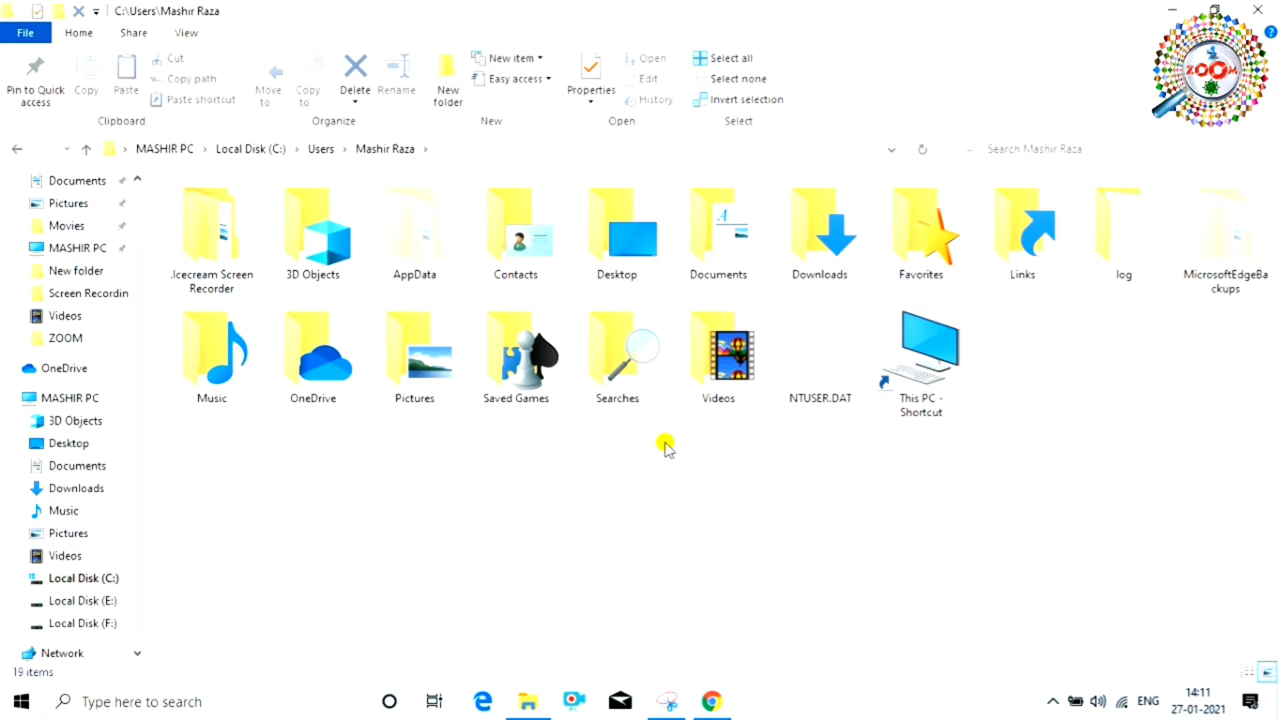 C:\Users\Mashir Raza
File Home Share View
Pin to Quick access
Copy
Paste
Cut
Copy path
Paste shortcut
Clipboard
Move to
Copy to
Delete
Rename
Organize
New folder
New item
Easy access
New
Properties
Open
Edit
History
Open
Select all
Select none
Invert selection
Select
ZOOM
MASHIR PC > Local Disk (C:) > Users > Mashir Raza >
Search Mashir Raza
Documents
Pictures
Movies
MASHIR PC
New folder
Screen Recordin
Videos
ZOOM
OneDrive
MASHIR PC
3D Objects
Desktop
Documents
Downloads
Music
Pictures
Videos
Local Disk (C:)
Local Disk (E:)
Local Disk (F:)
Network
.Icecream Screen Recorder
3D Objects
AppData
Contacts
Desktop
Documents
Downloads
Favorites
Links
log
MicrosoftEdgeBackups
Music
OneDrive
Pictures
Saved Games
Searches
Videos
NTUSER.DAT
This PC - Shortcut
19 items
Type here to search
ENG
14:11
27-01-2021